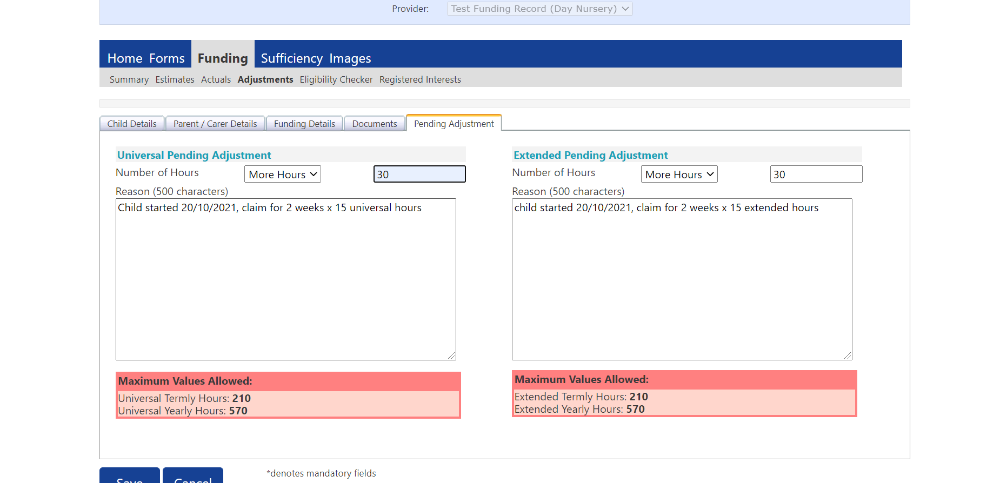 Provider: Test Funding Record (Day Nursery)
Home Forms Funding Sufficiency Images
Summary Estimates Actuals Adjustments Eligibility Checker Registered Interests
Child Details Parent / Carer Details Funding Details Documents Pending Adjustment
Universal Pending Adjustment
Number of Hours More Hours 30
Reason (500 characters)
Child started 20/10/2021, claim for 2 weeks x 15 universal hours
Maximum Values Allowed:
Universal Termly Hours: 210
Universal Yearly Hours: 570
Extended Pending Adjustment
Number of Hours More Hours 30
Reason (500 characters)
child started 20/10/2021, claim for 2 weeks x 15 extended hours
Maximum Values Allowed:
Extended Termly Hours: 210
Extended Yearly Hours: 570
Save Cancel *denotes mandatory fields